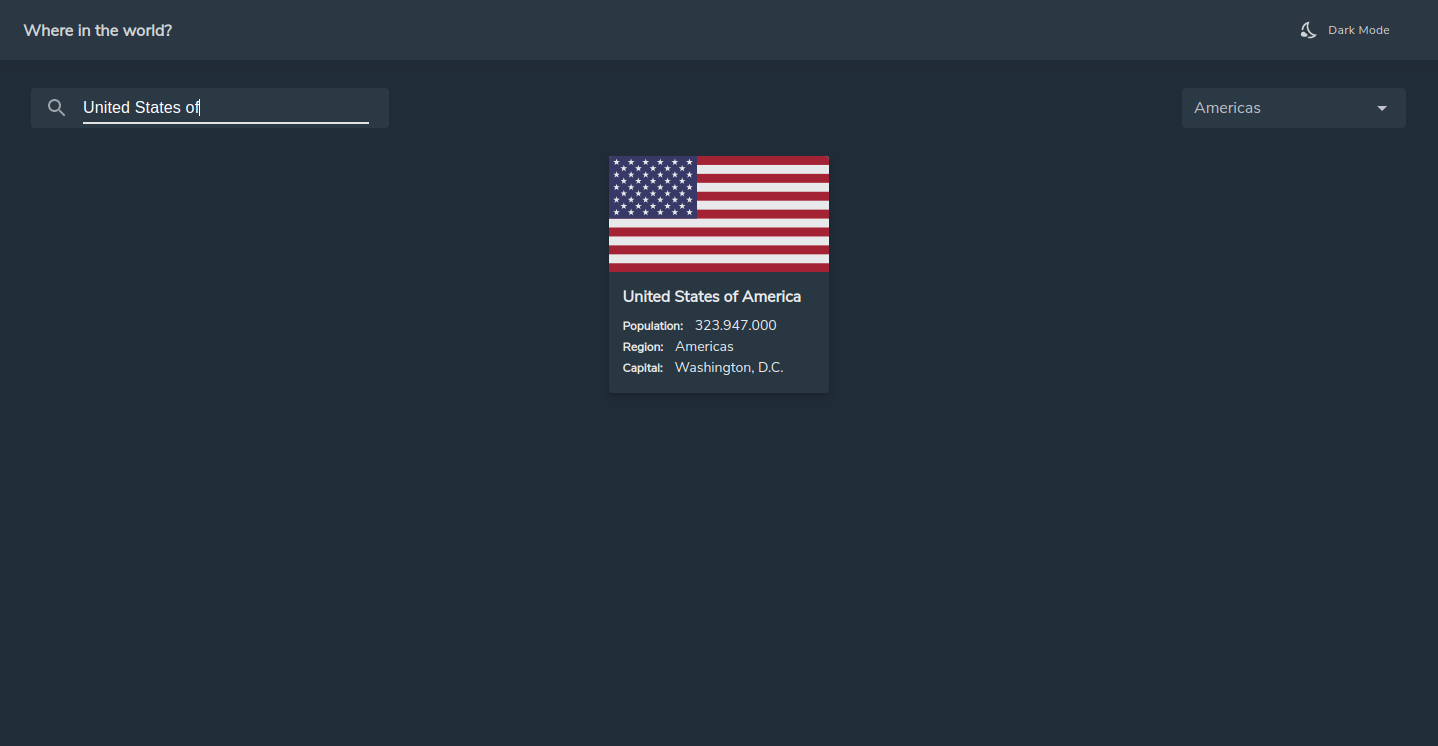 Where in the world?
Dark Mode
United States of
Americas
United States of America
Population: 323.947.000
Region: Americas
Capital: Washington, D.C.